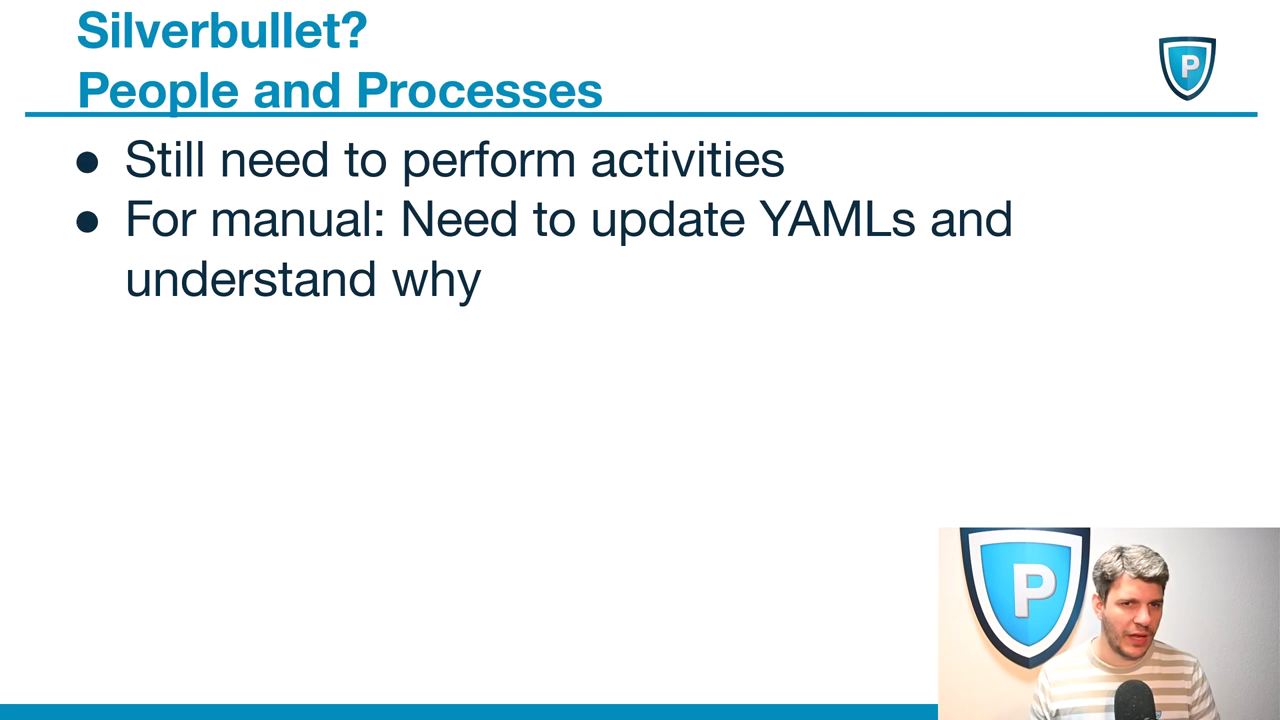 Silverbullet?
People and Processes
P
● Still need to perform activities
● For manual: Need to update YAMLs and
understand why
P